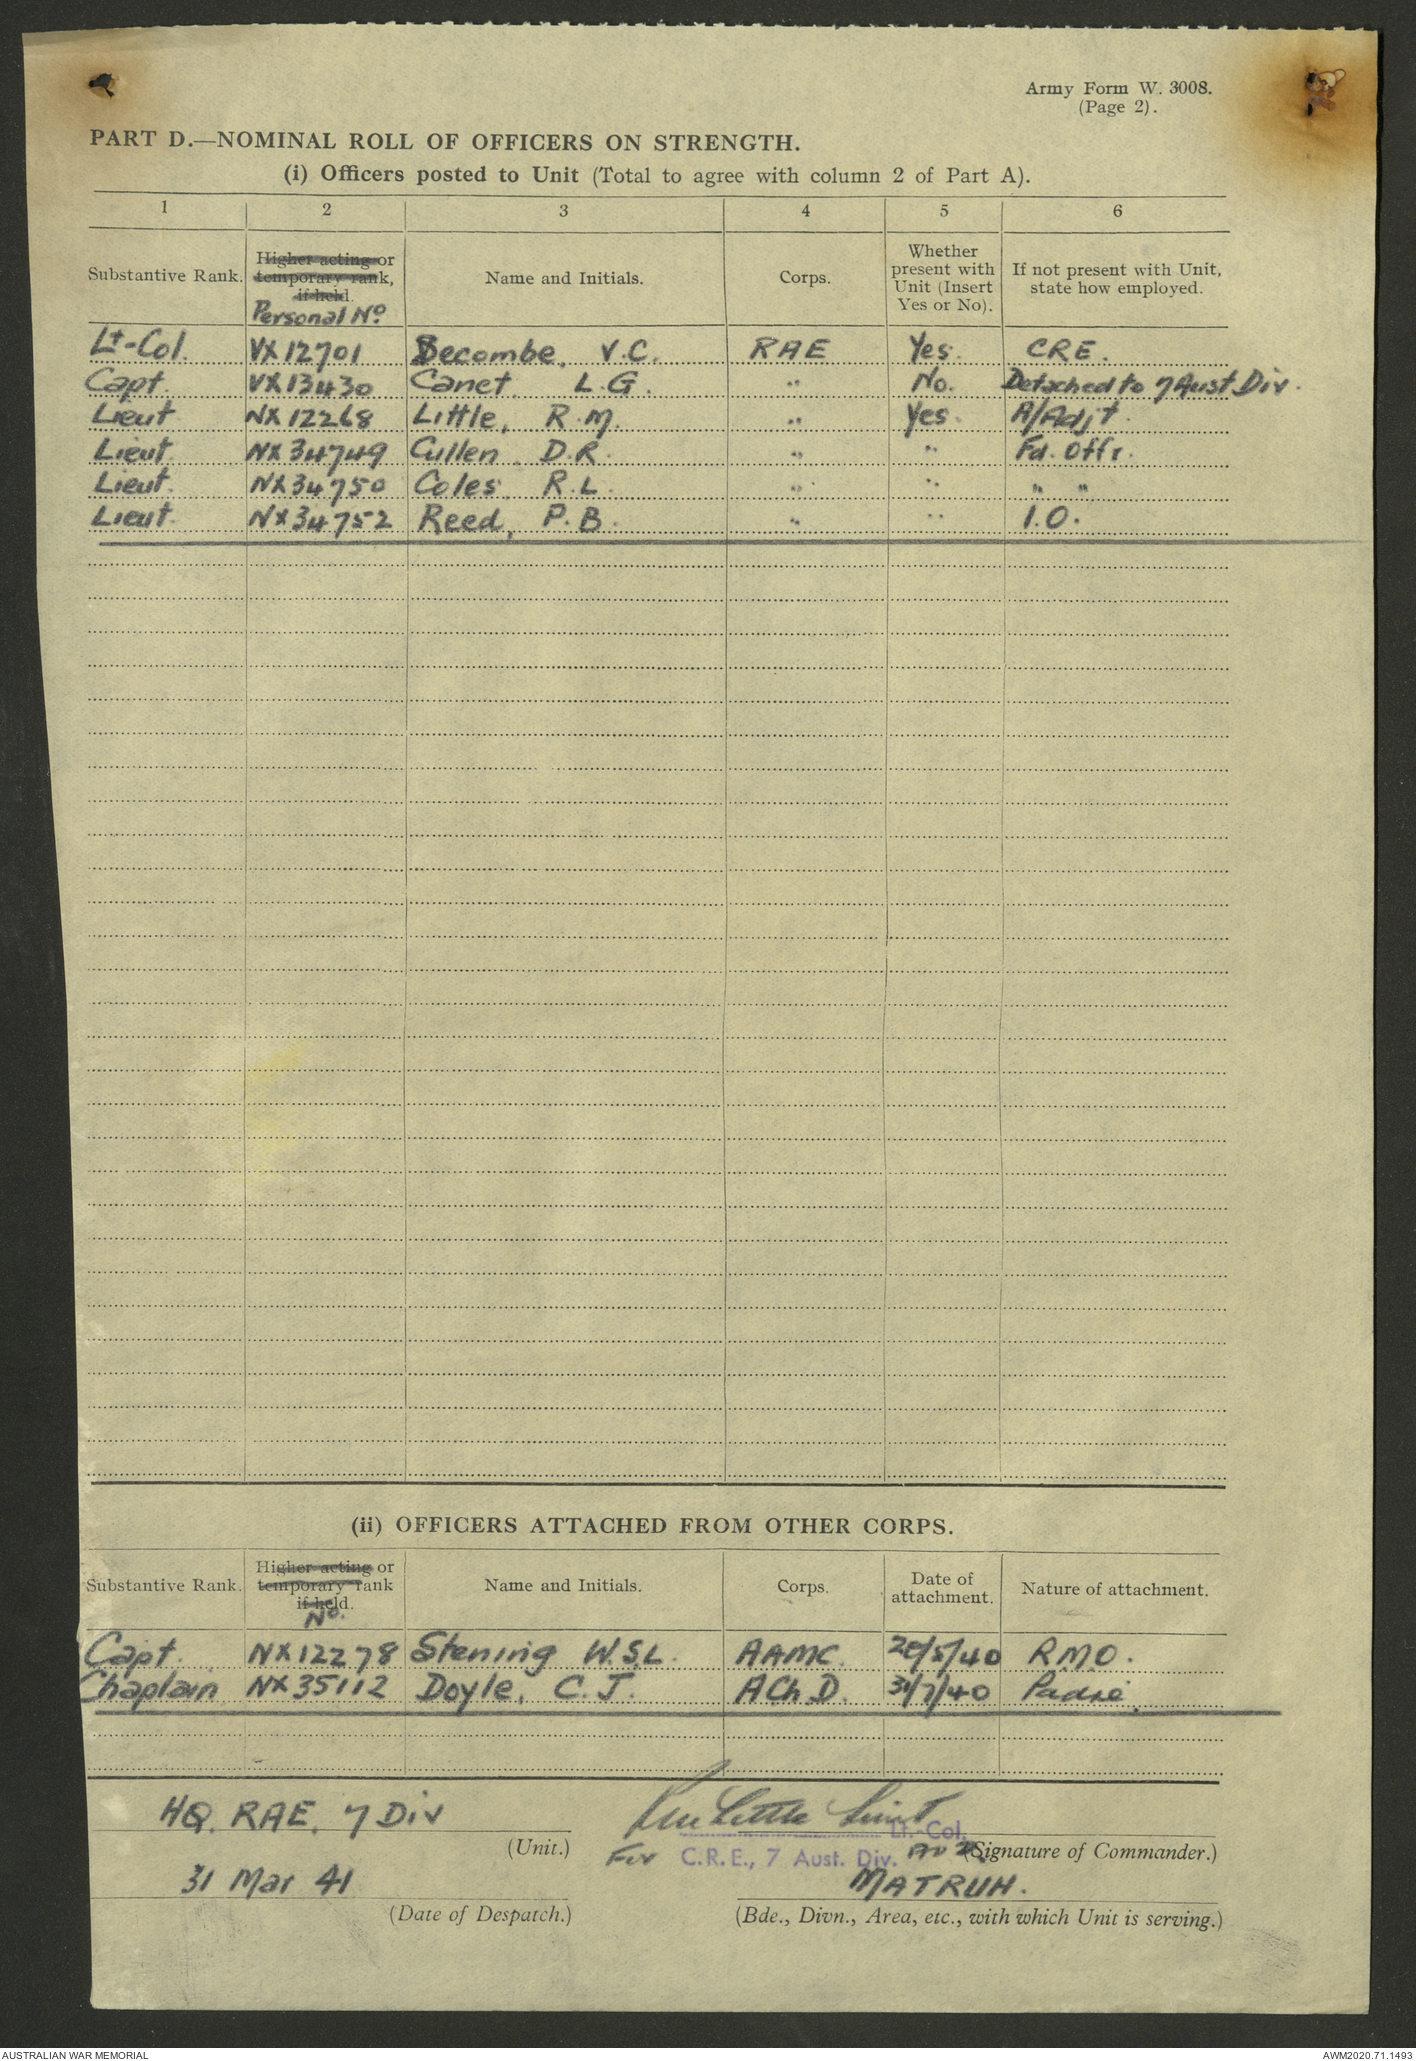 Army Form W. 3008.
(Page 2).
PART D.—NOMINAL ROLL OF OFFICERS ON STRENGTH.
(i) Officers posted to Unit (Total to agree with column 2 of Part A).
1 2 3 4 5 6
Substantive Rank. Higher acting or temporary rank, if held. Personal No Name and Initials. Corps. Whether present with Unit (Insert Yes or No). If not present with Unit, state how employed.
Lt-Col. VX12701 Secombe, V.C. RAE Yes. CRE.
Capt. VX13430 Canet, L.G. " No. Detached to 7 Aust Div.
Lieut NX12268 Little, R.M. " Yes. A/Adjt.
Lieut. NX34749 Cullen, D.R. " " Fd. Offr.
Lieut. NX34750 Coles, R.L. " " " "
Lieut. NX34752 Reed, P.B. " " I.O.
(ii) OFFICERS ATTACHED FROM OTHER CORPS.
Substantive Rank. Higher acting or temporary rank if held. No. Name and Initials. Corps. Date of attachment. Nature of attachment.
Capt. NX12278 Stening W.S.L. AAMC. 20/5/40 RMO.
Chaplain NX35112 Doyle, C.J. A Ch D. 31/7/40 Padre.
HQ. RAE. 7 Div
(Unit.)
RM Little Lieut
Lt.-Col.
For C.R.E., 7 Aust. Div. (Signature of Commander.)
31 Mar 41
(Date of Despatch.)
MATRUH.
(Bde., Divn., Area, etc., with which Unit is serving.)
AUSTRALIAN WAR MEMORIAL
AWM2020.71.1493